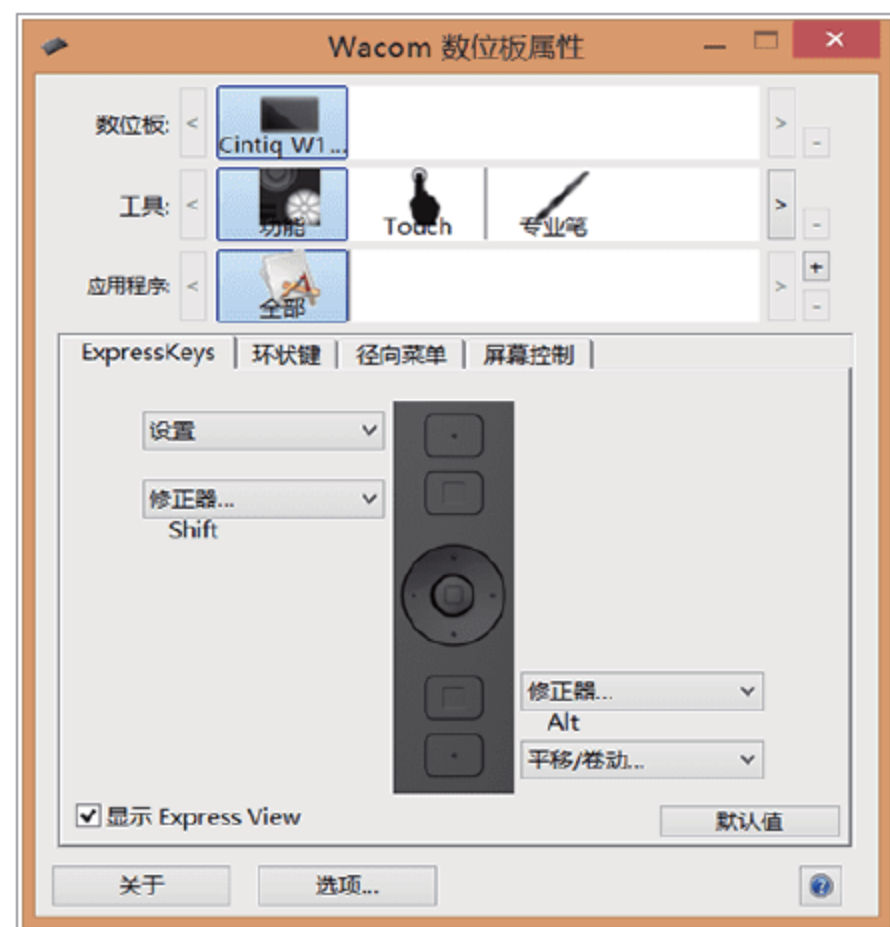 Wacom 数位板属性
数位板:
Cintiq W1...
工具:
功能
Touch
专业笔
应用程序:
全部
ExpressKeys
环状键
径向菜单
屏幕控制
设置
修正器...
Shift
修正器...
Alt
平移/卷动...
显示 Express View
默认值
关于
选项...